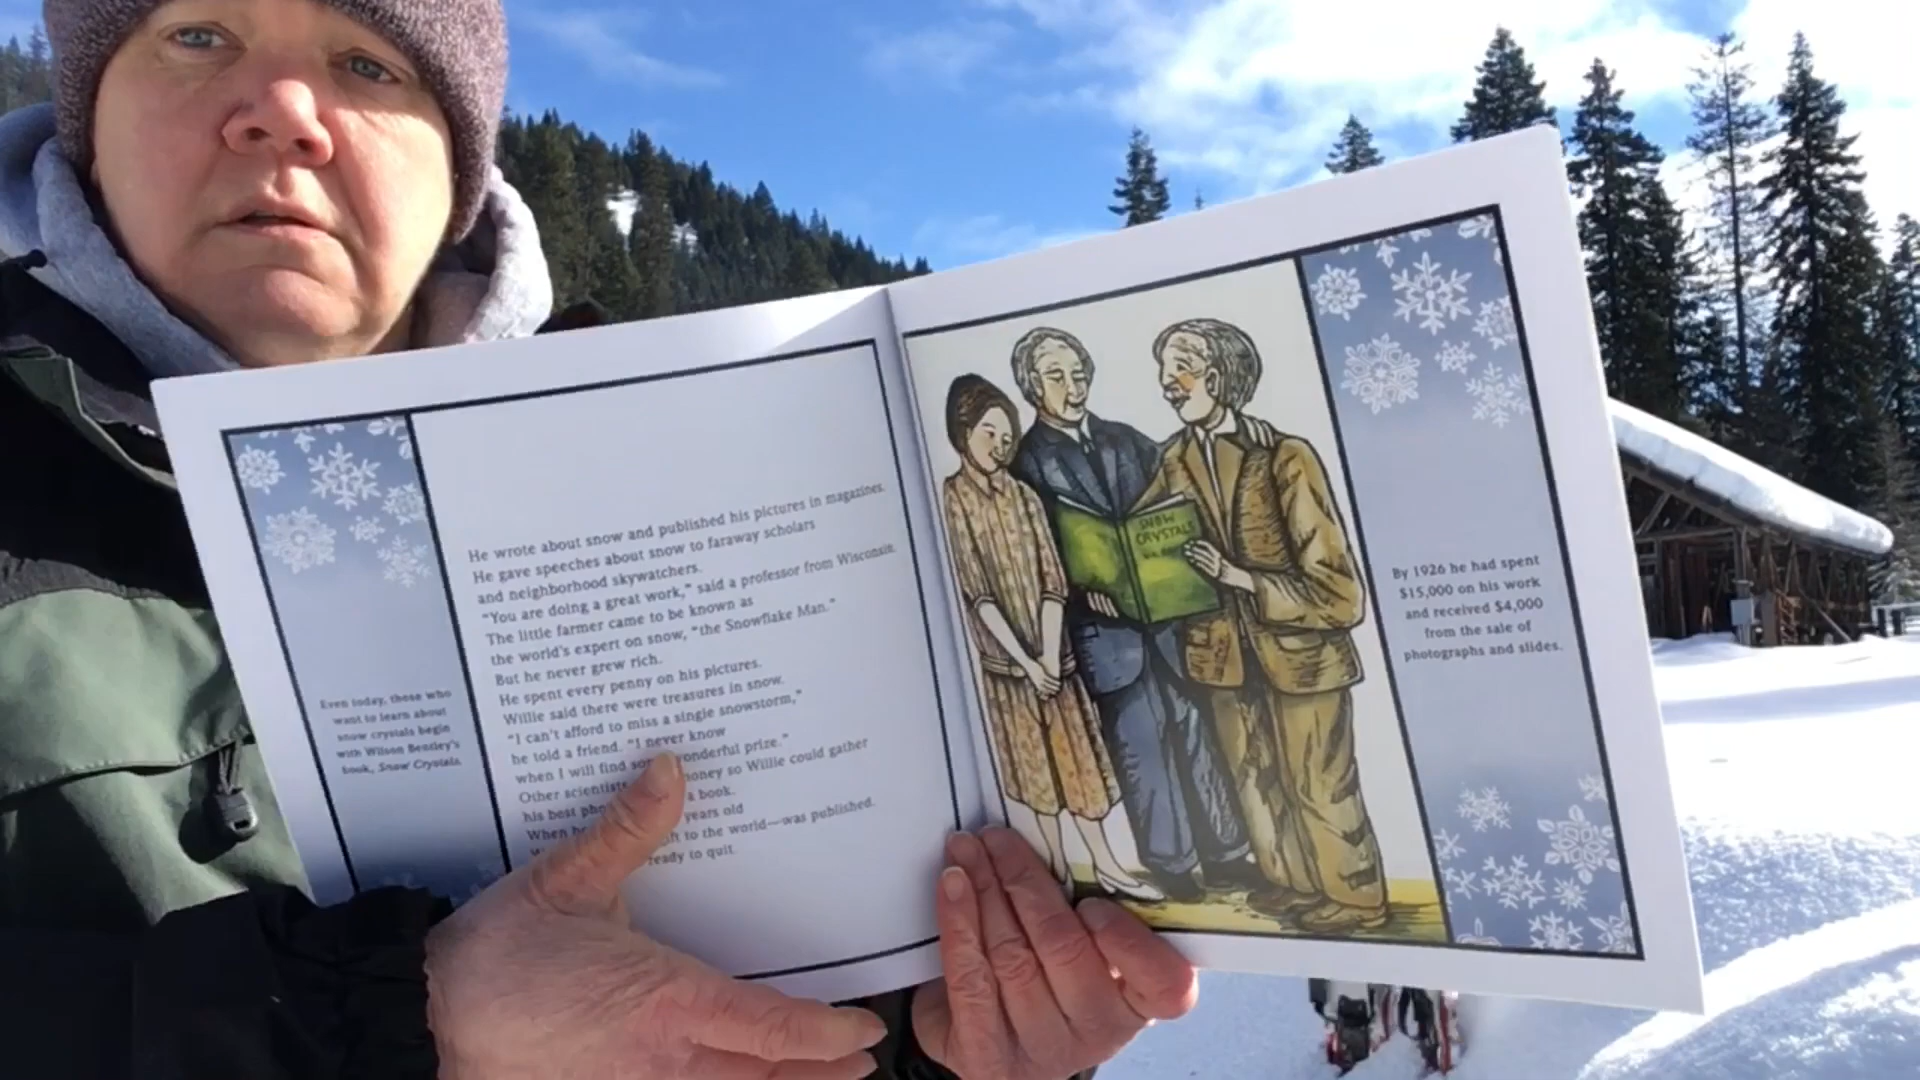 Even today, those who
want to learn about
snow crystals begin
with Wilson Bentley's
book, Snow Crystals.
He wrote about snow and published his pictures in magazines.
He gave speeches about snow to faraway scholars
and neighborhood skywatchers.
"You are doing a great work," said a professor from Wisconsin.
The little farmer came to be known as
the world's expert on snow, "the Snowflake Man."
But he never grew rich.
He spent every penny on his pictures.
Willie said there were treasures in snow.
"I can't afford to miss a single snowstorm,"
he told a friend. "I never know
when I will find wonderful prize."
Other scientists money so Willie could gather
his best a book.
When years old
to the world—was published.
ready to quit.
SNOW
CRYSTALS
By 1926 he had spent
$15,000 on his work
and received $4,000
from the sale of
photographs and slides.